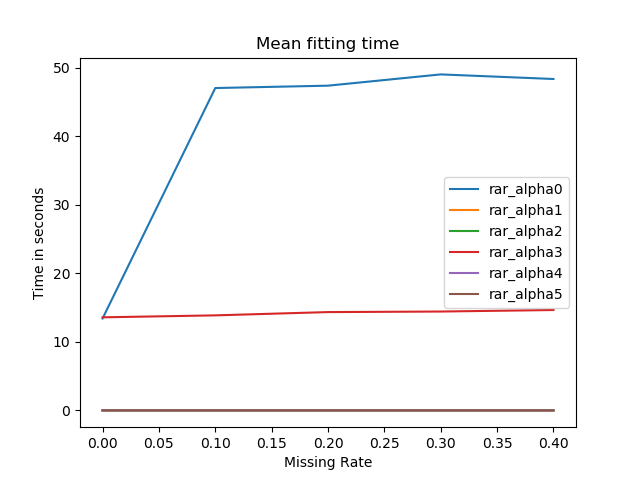 Mean fitting time
Time in seconds
50
40
30
20
10
0
rar_alpha0
rar_alpha1
rar_alpha2
rar_alpha3
rar_alpha4
rar_alpha5
0.00 0.05 0.10 0.15 0.20 0.25 0.30 0.35 0.40
Missing Rate